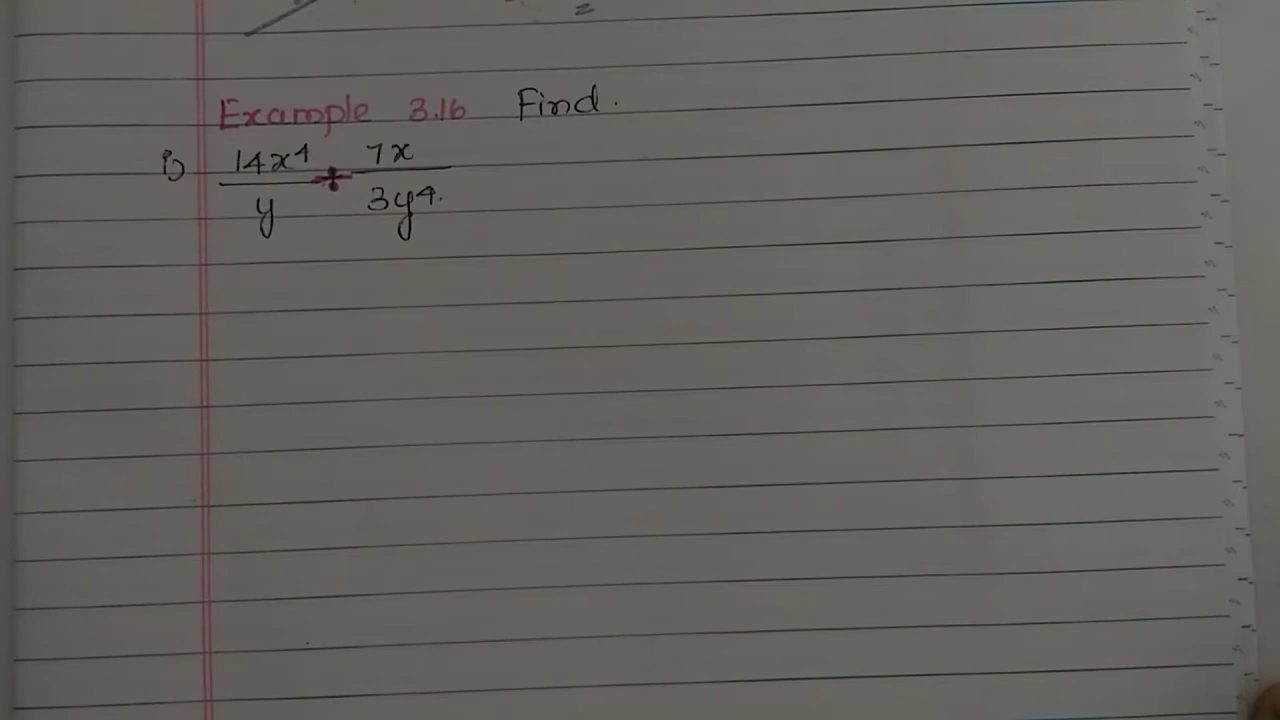 Example 3.16 Find.
i) 14x⁴/y + 7x/3y⁴.